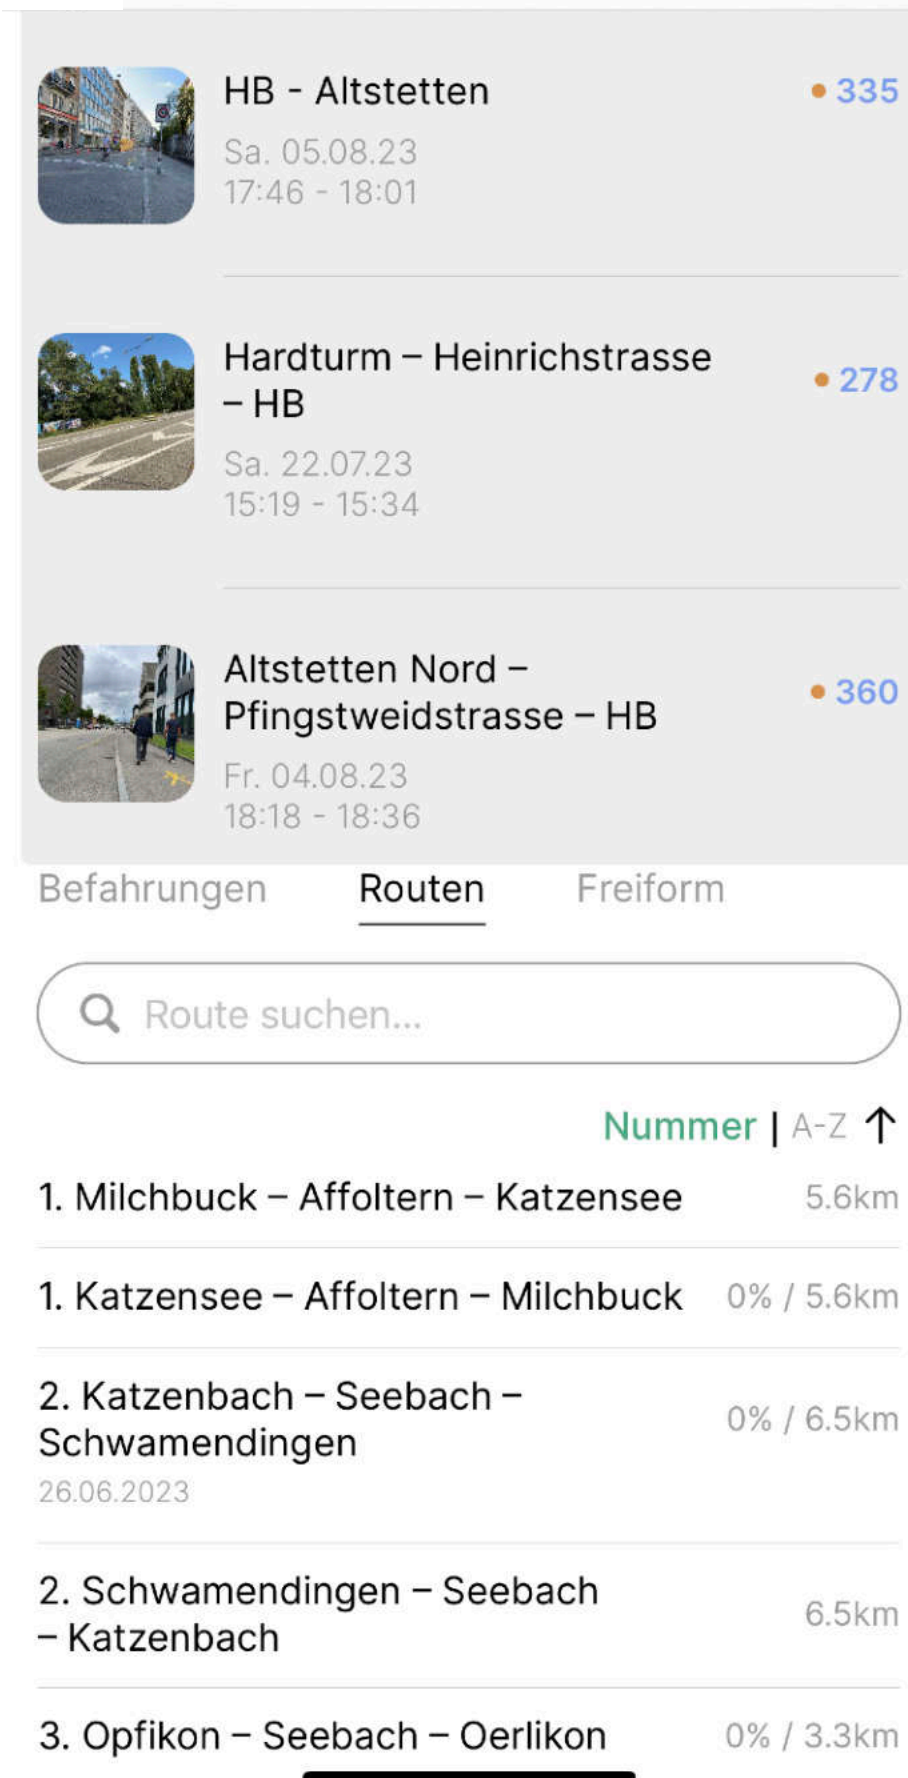 HB - Altstetten
335
Sa. 05.08.23
17:46 - 18:01
Hardturm – Heinrichstrasse
– HB
278
Sa. 22.07.23
15:19 - 15:34
Altstetten Nord –
Pfingstweidstrasse – HB
360
Fr. 04.08.23
18:18 - 18:36
Befahrungen Routen Freiform
Route suchen...
Nummer | A-Z ↑
1. Milchbuck – Affoltern – Katzensee 5.6km
1. Katzensee – Affoltern – Milchbuck 0% / 5.6km
2. Katzenbach – Seebach –
Schwamendingen
0% / 6.5km
26.06.2023
2. Schwamendingen – Seebach
– Katzenbach
6.5km
3. Opfikon – Seebach – Oerlikon 0% / 3.3km